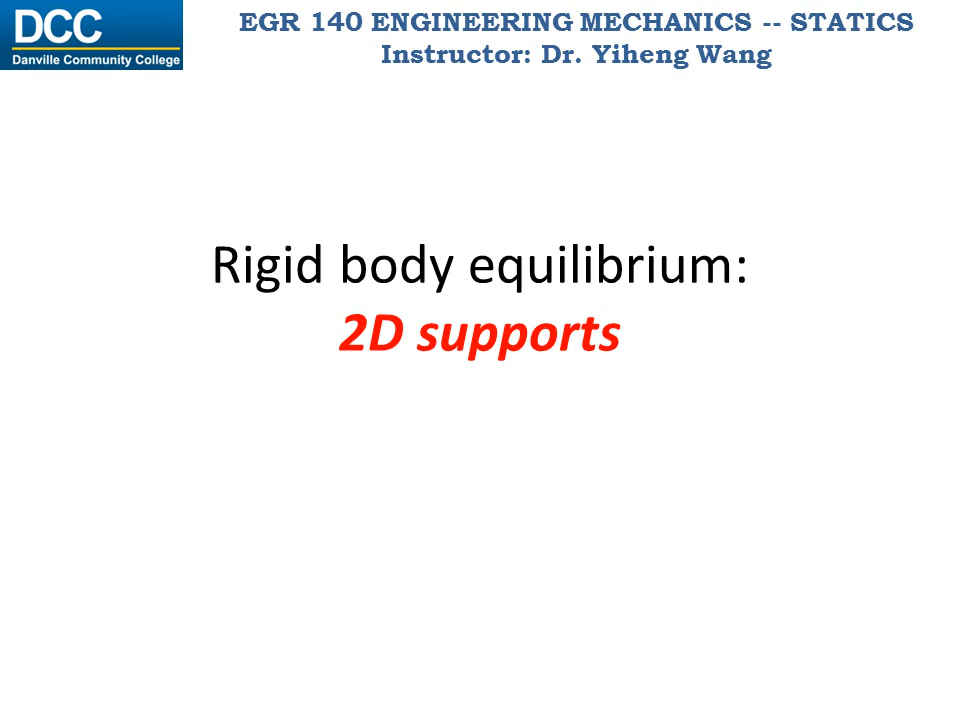 DCC
Danville Community College
EGR 140 ENGINEERING MECHANICS -- STATICS
Instructor: Dr. Yiheng Wang
Rigid body equilibrium:
2D supports